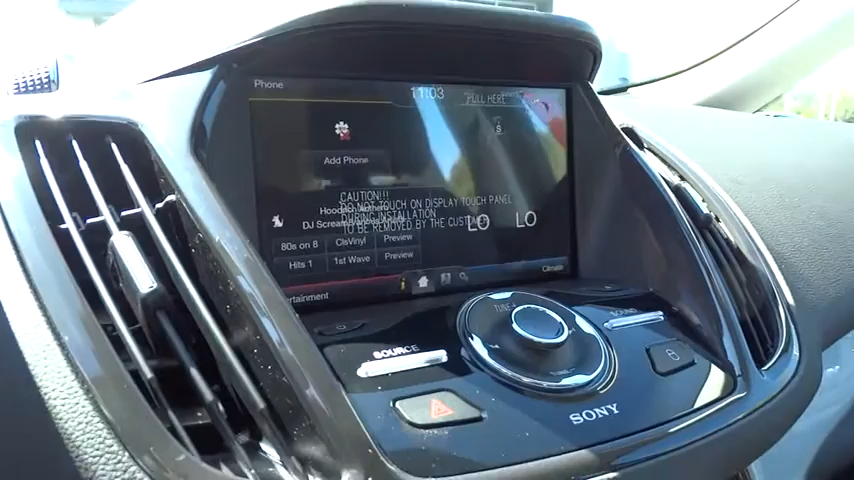 Phone
11:03
PULL HERE
Add Phone
CAUTION!!!
DO NOT TOUCH ON DISPLAY TOUCH PANEL
DURING INSTALLATION
TO BE REMOVED BY THE CUSTOMER
LO
LO
80s on 8
ClsVinyl
Preview
Hits 1
1st Wave
Preview
Entertainment
Climate
TUNE
SOUND
SOURCE
SONY